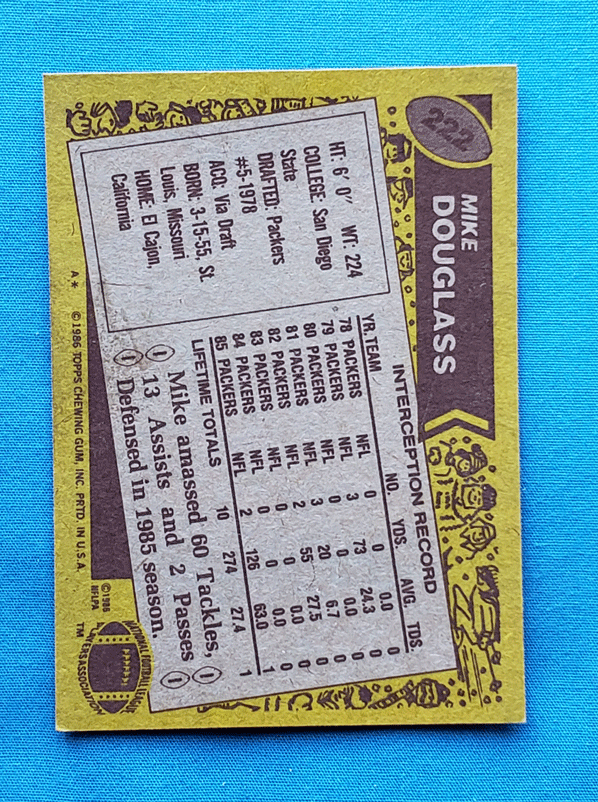 222
MIKE
DOUGLASS
HT: 6' 0" WT: 224
COLLEGE: San Diego
State
DRAFTED: Packers
#5-1978
ACQ: Via Draft
BORN: 3-15-55, St.
Louis, Missouri
HOME: El Cajon,
California
INTERCEPTION RECORD
YR. TEAM NO. YDS. AVG. TDS.
78 PACKERS NFL 0 0 0.0 0
79 PACKERS NFL 3 73 24.3 0
80 PACKERS NFL 0 0 0.0 0
81 PACKERS NFL 3 20 6.7 0
82 PACKERS NFL 2 55 27.5 0
83 PACKERS NFL 0 0 0.0 0
84 PACKERS NFL 0 0 0.0 0
85 PACKERS NFL 2 126 63.0 1
LIFETIME TOTALS 10 274 27.4 1
Mike amassed 60 Tackles,
13 Assists and 2 Passes
Defensed in 1985 season.
A* ©1986 TOPPS CHEWING GUM, INC. PRTD. IN U.S.A.
©1986
NFLPA
NATIONAL FOOTBALL LEAGUE
PLAYERS ASSOCIATION
TM